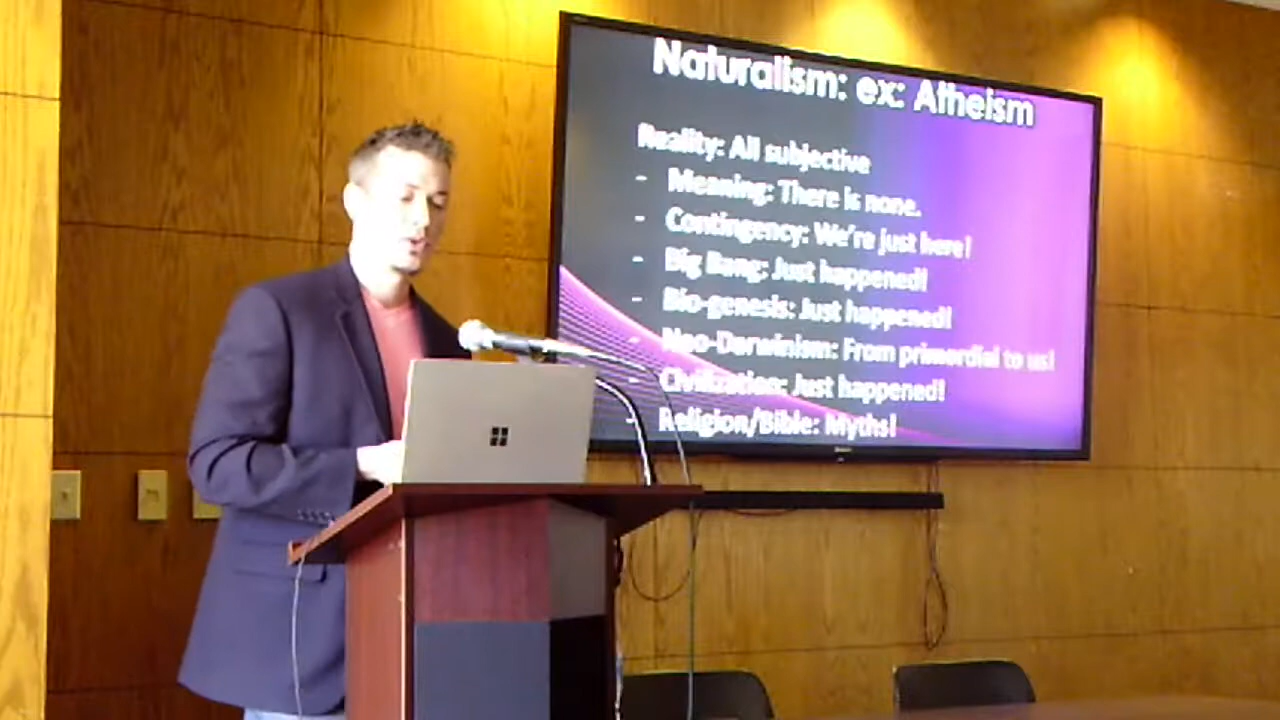 Naturalism: ex: Atheism
Reality: All subjective
- Meaning: There is none.
- Contingency: We're just here!
- Big Bang: Just happened!
- Bio-genesis: Just happened!
- Neo-Darwinism: From primordial to us!
- Civilization: Just happened!
- Religion/Bible: Myths!